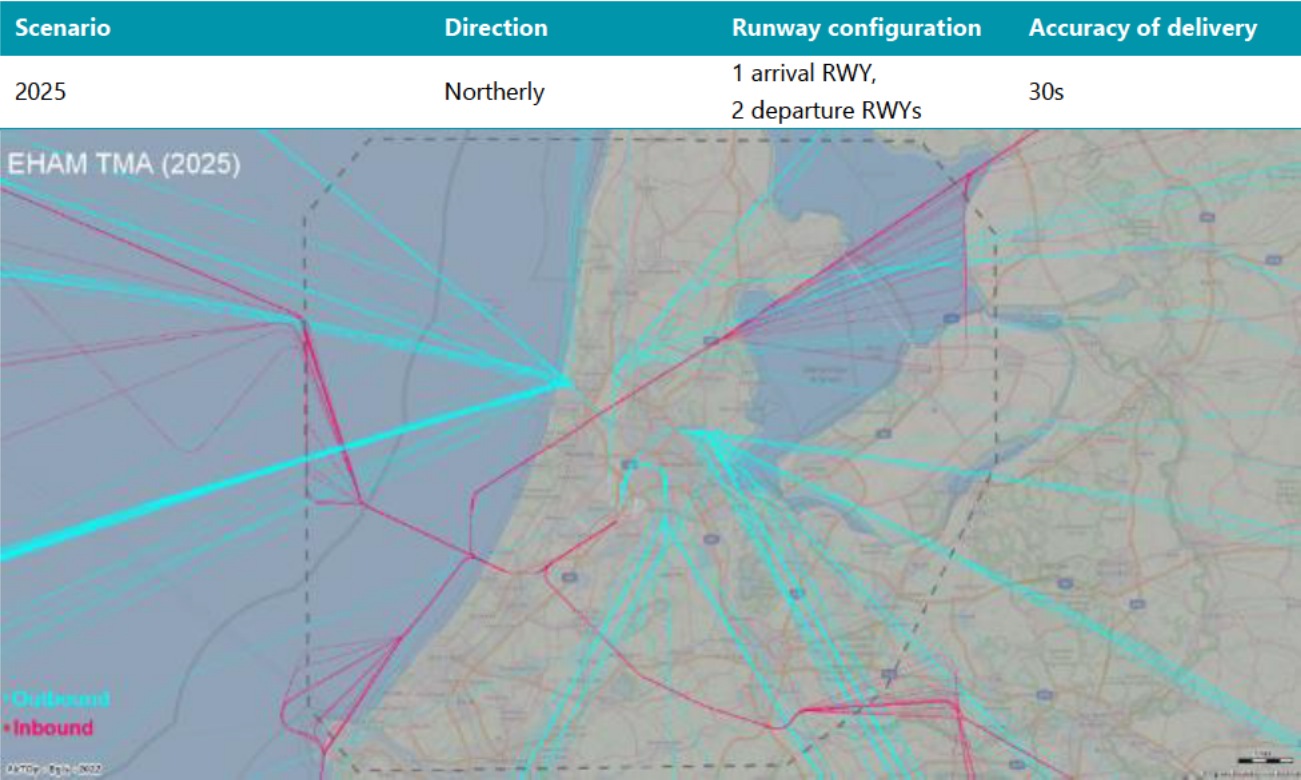 Scenario Direction Runway configuration Accuracy of delivery
2025 Northerly 1 arrival RWY, 30s
2 departure RWYs
EHAM TMA (2025)
Outbound
Inbound